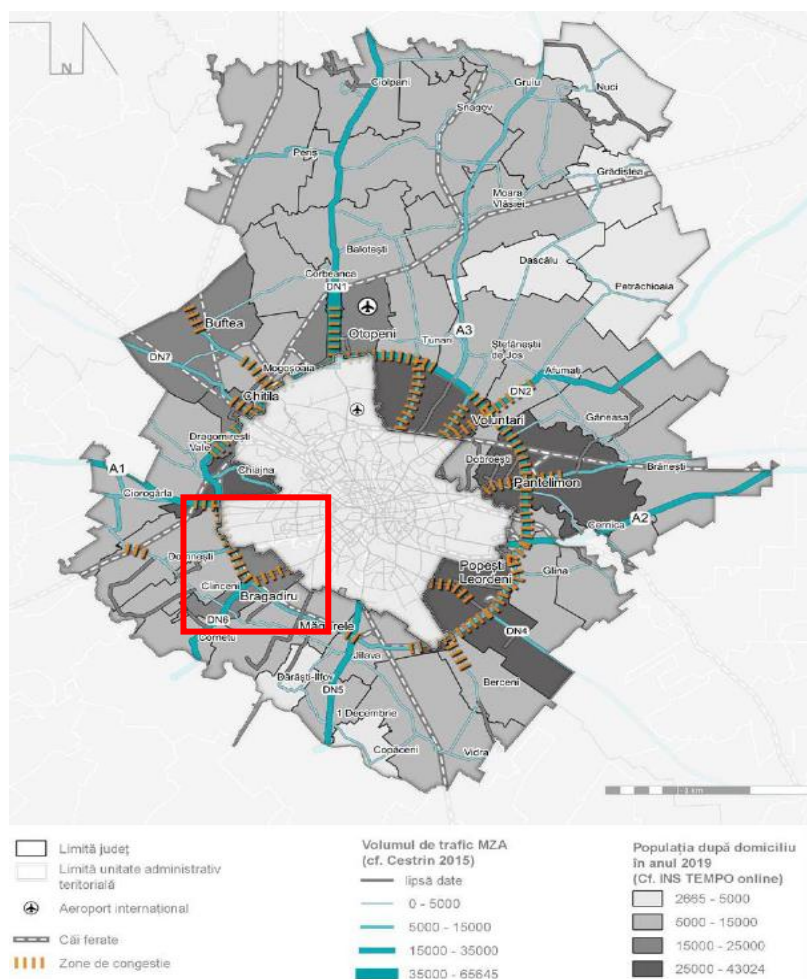 N
Ciolpani
Gruiu
Nuci
Snagov
Periș
Grădiștea
Moara
Vlăsiei
Balotești
Dascălu
Corbeanca
Petrăchioaia
DN1
Buftea
Otopeni
Tunari
A3
Ștefăneștii
de Jos
DN7
Mogoșoaia
Afumați
DN2
Chitila
Voluntari
Găneasa
Dragomirești
Vale
Dobroești
Brănești
A1
Chiajna
Pantelimon
Ciorogârla
A2
Cernica
Domnești
Popești
Leordeni
Glina
Clinceni
Bragadiru
DN6
Măgurele
DN4
Cornetu
Jilava
Dărăști-Ilfov
Berceni
DN5
1 Decembrie
Copăceni
Vidra
Limită județ
Limită unitate administrativ
teritorială
Aeroport international
Căi ferate
Zone de congestie
Volumul de trafic MZA
(cf. Cestrin 2015)
lipsă date
0 - 5000
5000 - 15000
15000 - 35000
35000 - 65645
Populația după domiciliu
în anul 2019
(Cf. INS TEMPO online)
2665 - 5000
5000 - 15000
15000 - 25000
25000 - 43024